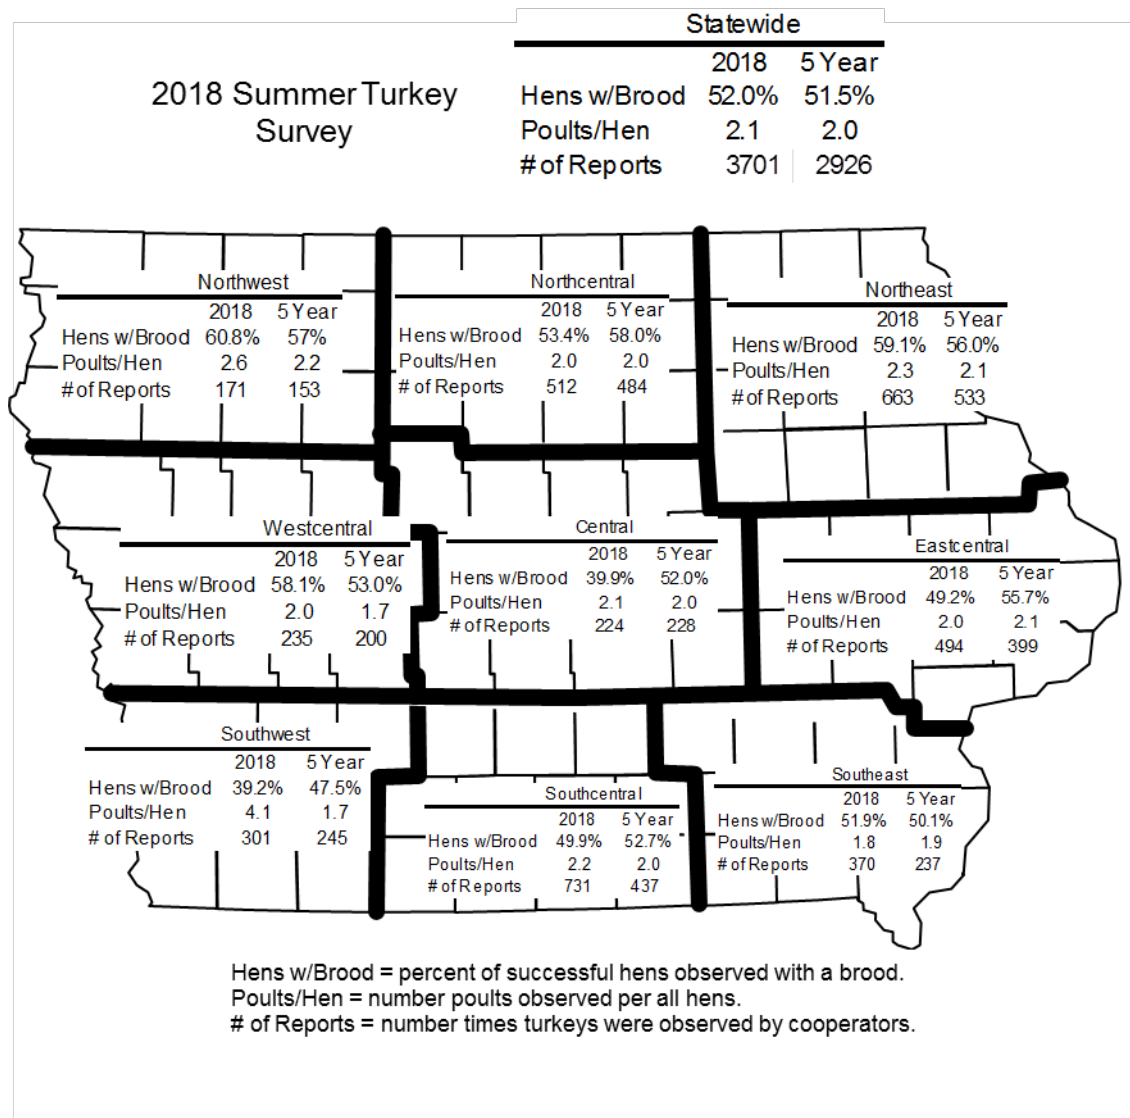 Statewide
2018 5 Year
Hens w/Brood 52.0% 51.5%
Poults/Hen 2.1 2.0
# of Reports 3701 2926
2018 Summer Turkey
Survey
Northwest
2018 5 Year
Hens w/Brood 60.8% 57%
Poults/Hen 2.6 2.2
# of Reports 171 153
Northcentral
2018 5 Year
Hens w/Brood 53.4% 58.0%
Poults/Hen 2.0 2.0
# of Reports 512 484
Northeast
2018 5 Year
Hens w/Brood 59.1% 56.0%
Poults/Hen 2.3 2.1
# of Reports 663 533
Westcentral
2018 5 Year
Hens w/Brood 58.1% 53.0%
Poults/Hen 2.0 1.7
# of Reports 235 200
Central
2018 5 Year
Hens w/Brood 39.9% 52.0%
Poults/Hen 2.1 2.0
# of Reports 224 228
Eastcentral
2018 5 Year
Hens w/Brood 49.2% 55.7%
Poults/Hen 2.0 2.1
# of Reports 494 399
Southwest
2018 5 Year
Hens w/Brood 39.2% 47.5%
Poults/Hen 4.1 1.7
# of Reports 301 245
Southcentral
2018 5 Year
Hens w/Brood 49.9% 52.7%
Poults/Hen 2.2 2.0
# of Reports 731 437
Southeast
2018 5 Year
Hens w/Brood 51.9% 50.1%
Poults/Hen 1.8 1.9
# of Reports 370 237
Hens w/Brood = percent of successful hens observed with a brood.
Poults/Hen = number poults observed per all hens.
# of Reports = number times turkeys were observed by cooperators.